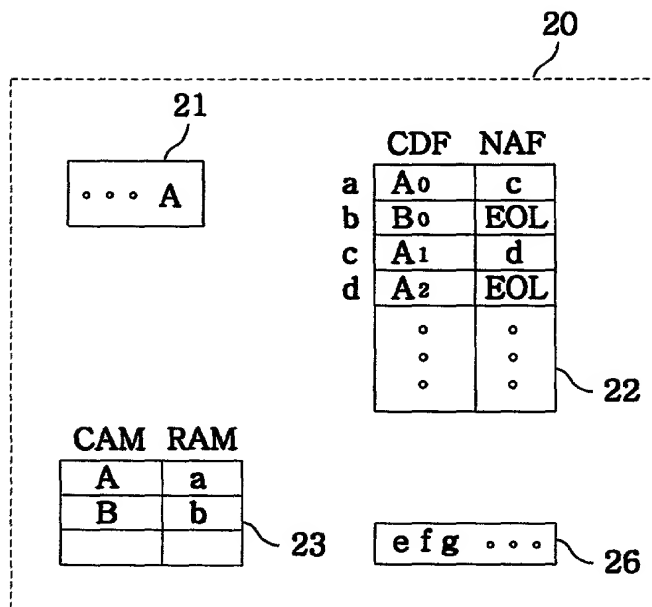 20
21
∘ ∘ ∘ A
CDF NAF
a A0 c
b B0 EOL
c A1 d
d A2 EOL
∘ ∘
∘ ∘
∘ ∘
22
CAM RAM
A a
B b
23
e f g ∘ ∘ ∘
26